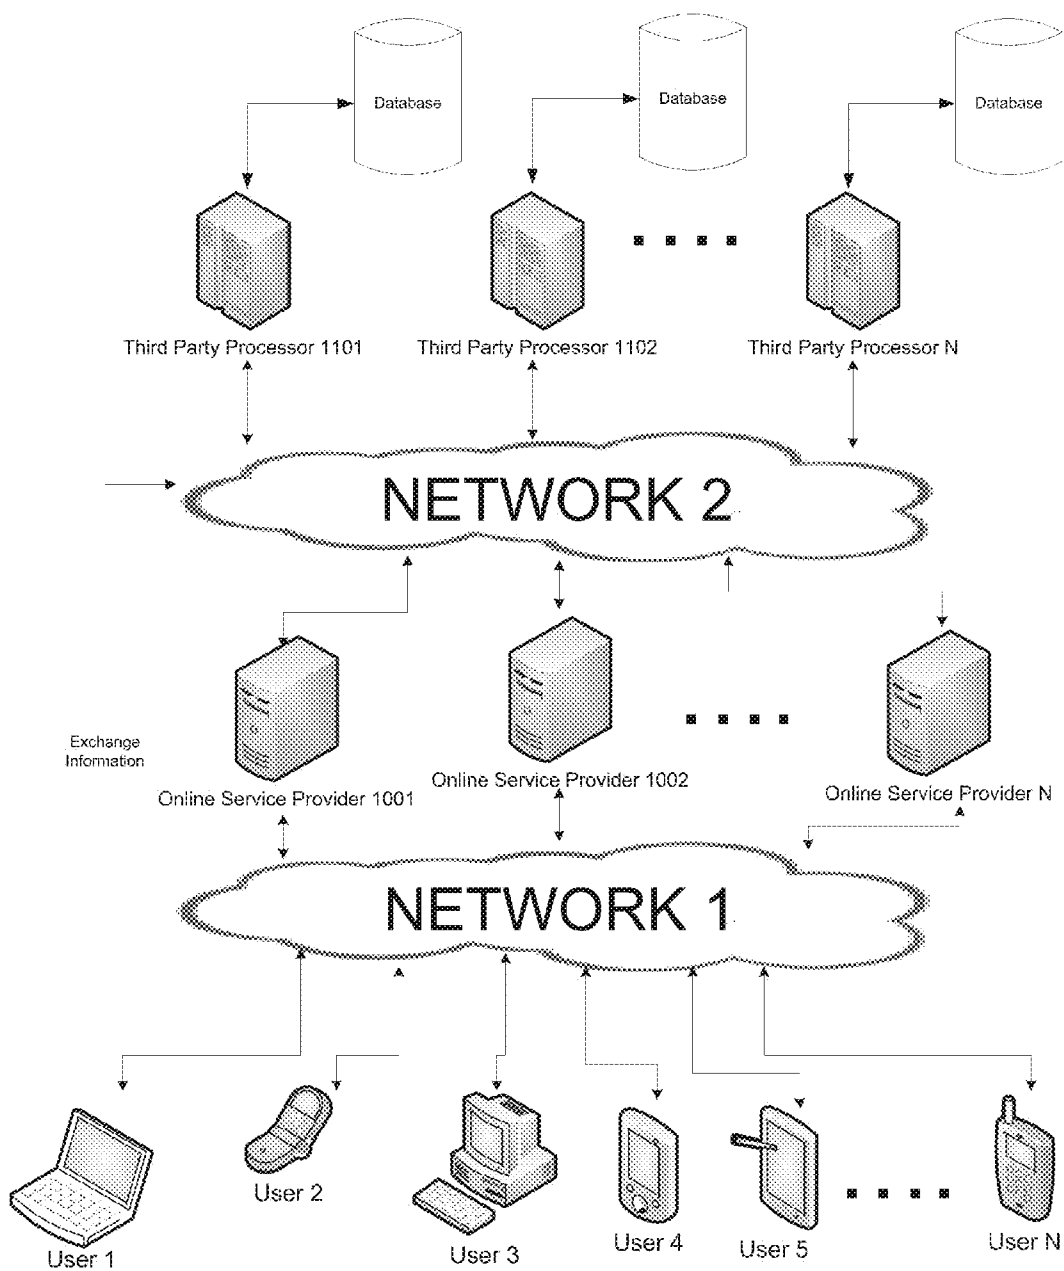 Database
Database
Database
Third Party Processor 1101
Third Party Processor 1102
Third Party Processor N
NETWORK 2
Exchange
Information
Online Service Provider 1001
Online Service Provider 1002
Online Service Provider N
NETWORK 1
User 1
User 2
User 3
User 4
User 5
User N